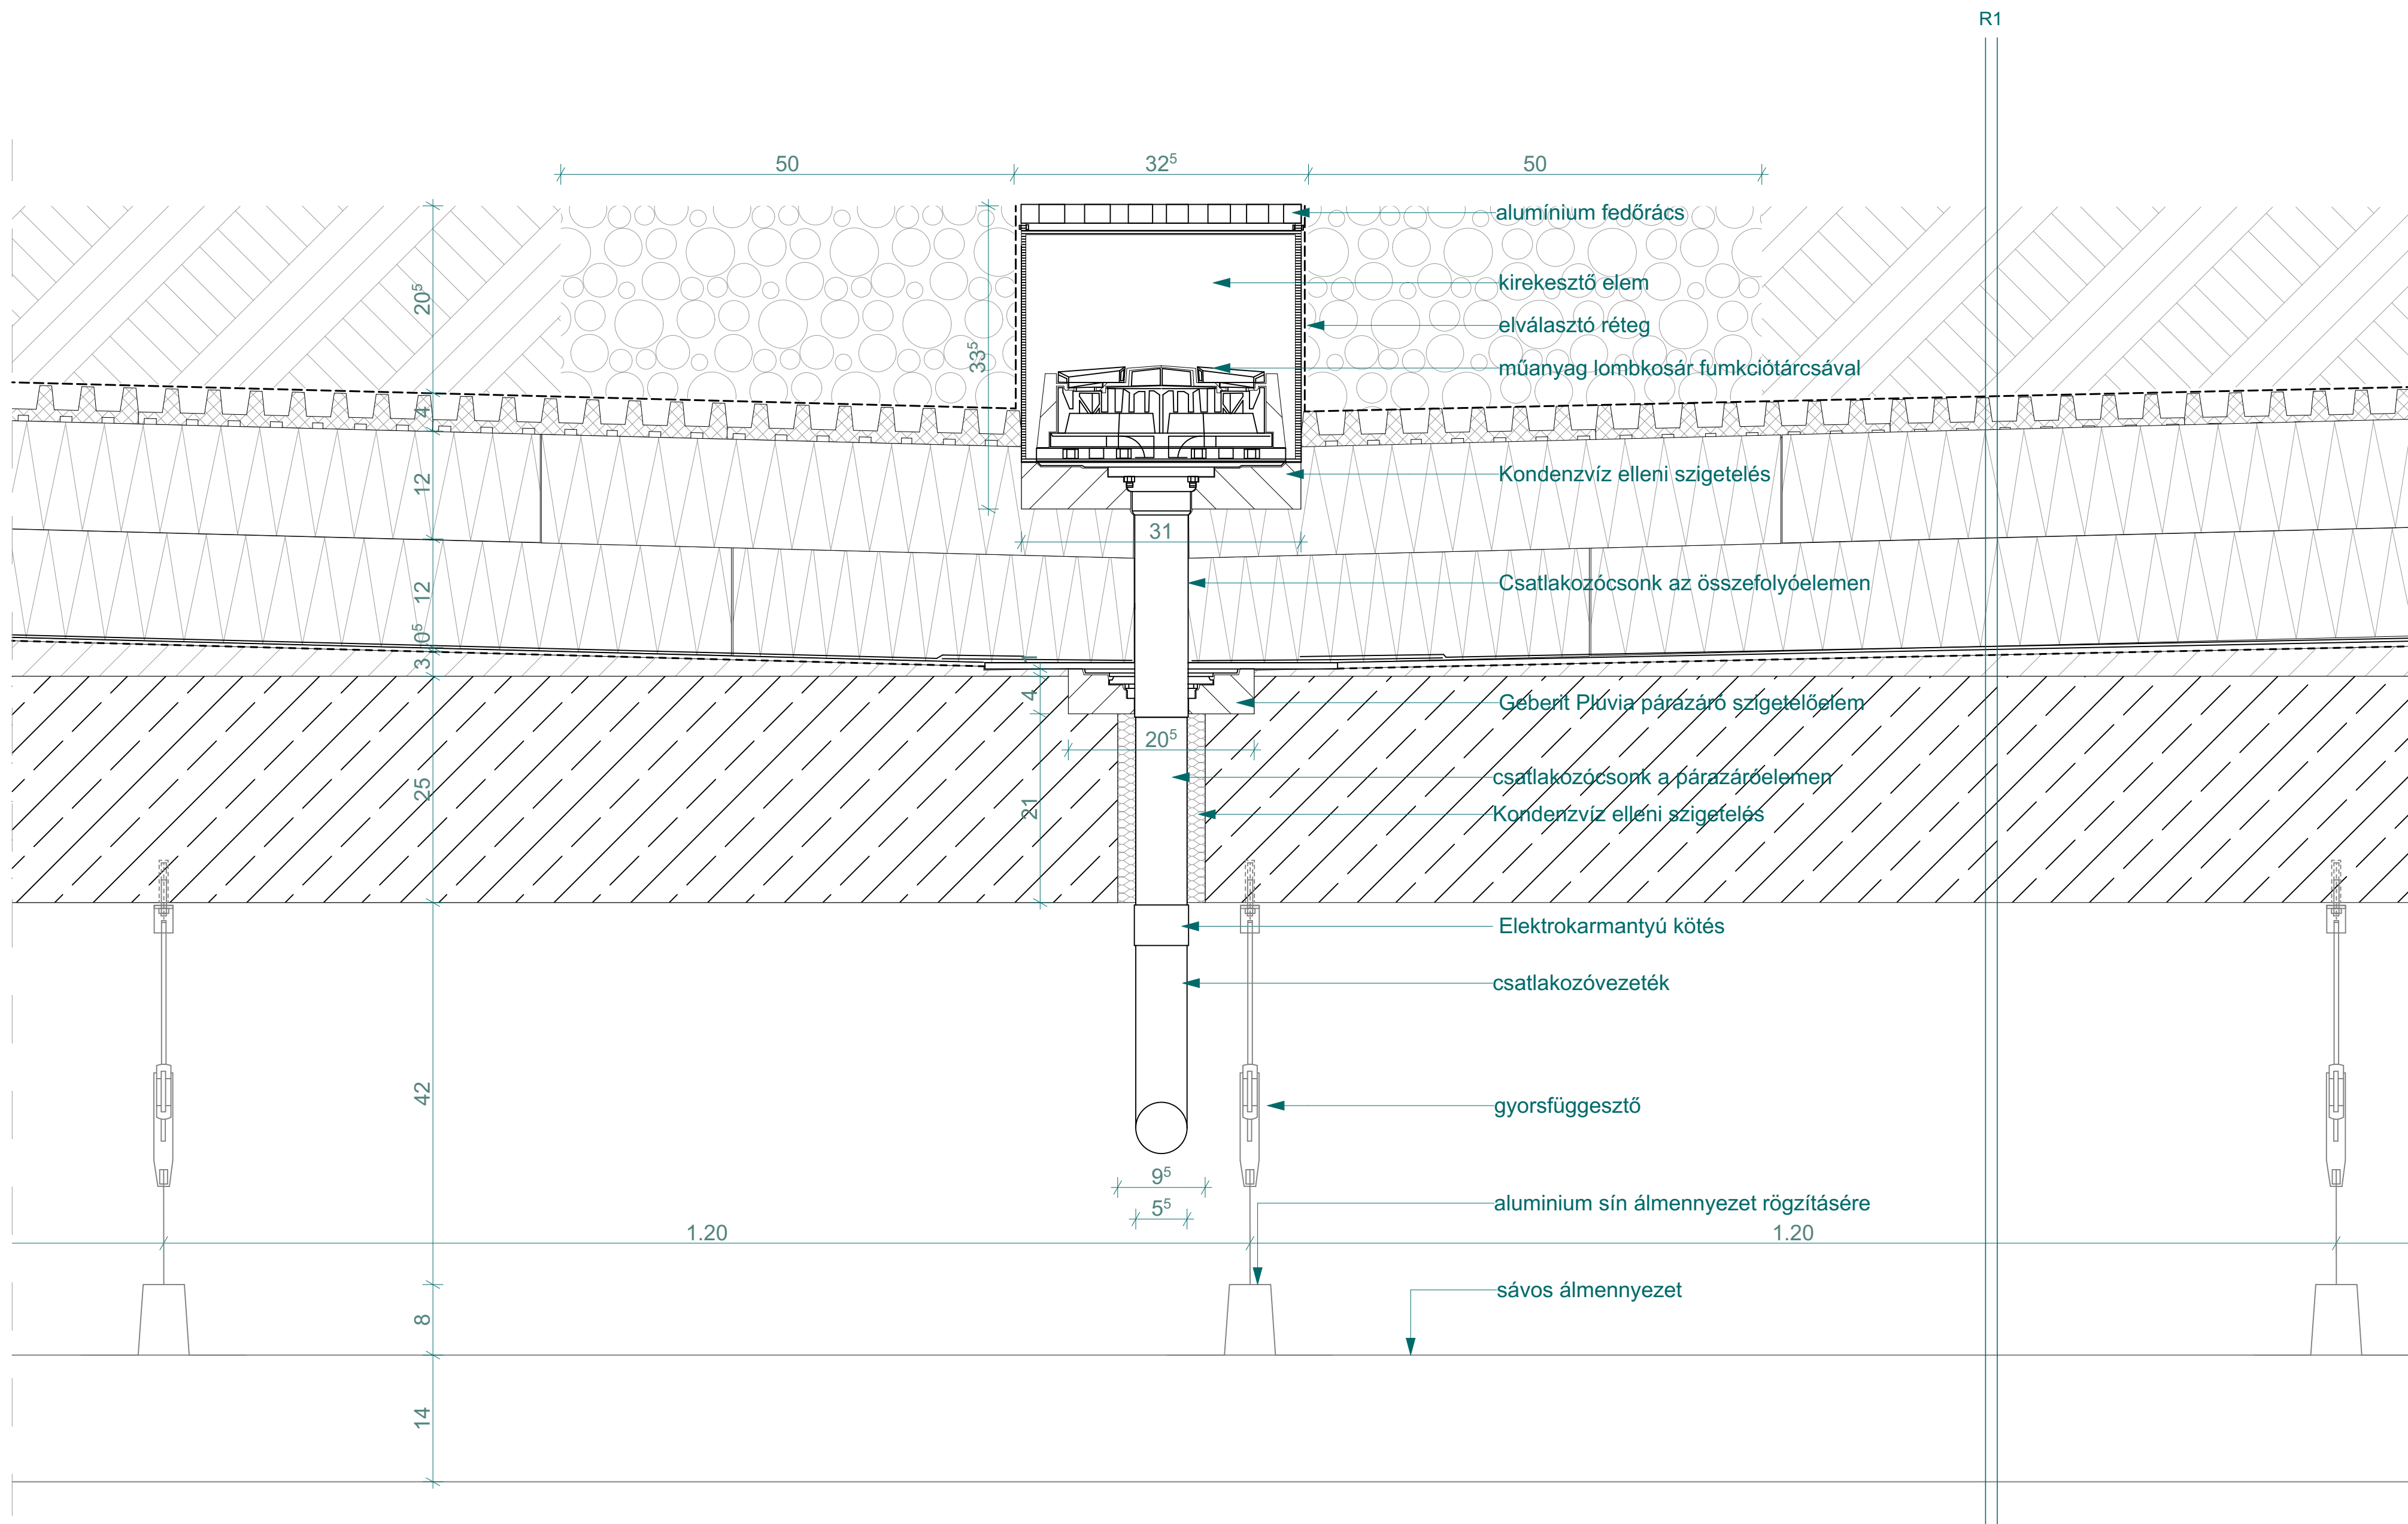 R1
50
32⁵
50
alumínium fedőrács
kirekesztő elem
elválasztó réteg
műanyag lombkosár fumkciótárcsával
Kondenzvíz elleni szigetelés
Csatlakozócsonk az összefolyóelemen
Geberit Pluvia párazáró szigetelőelem
csatlakozócsonk a párazáróelemen
Kondenzvíz elleni szigetelés
Elektrokarmantyú kötés
csatlakozóvezeték
gyorsfüggesztő
aluminium sín álmennyezet rögzítésére
sávos álmennyezet
20⁵
4
12
12
0⁵
3
25
42
8
14
33⁵
31
1
4
20⁵
21
9⁵
5⁵
1.20
1.20